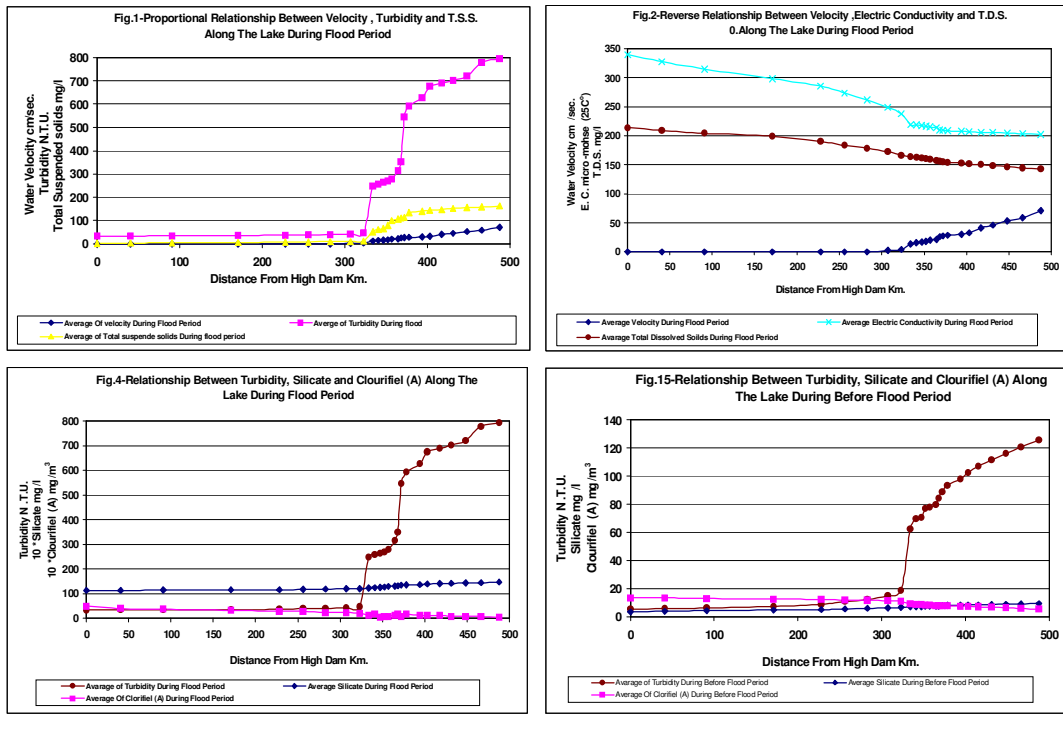 Fig.1-Proportional Relationship Between Velocity , Turbidity and T.S.S.
Along The Lake During Flood Period
Water Velocity cm/sec.
Turbidity N.T.U.
Total Suspended solids mg/l
800
700
600
500
400
300
200
100
0
0 100 200 300 400 500
Distance From High Dam Km.
Average Of velocity During Flood Period
Averge of Turbidity During flood
Average of Total suspende solids During flood period
Fig.2-Reverse Relationship Between Velocity ,Electric Conductivity and T.D.S.
0.Along The Lake During Flood Period
Water Velocity cm /sec.
E. C. micro-mohse (25C°)
T.D.S. mg/l
350
300
250
200
150
100
50
0
0 50 100 150 200 250 300 350 400 450 500
Distance From High Dam Km.
Average Velocity During Flood Period
Average Electric Conductivity During Flood Period
Avarage Total Dissolved Soilds During Flood Period
Fig.4-Relationship Between Turbidity, Silicate and Clourifiel (A) Along The
Lake During Flood Period
Turbidity N .T.U.
10 *Silicate mg /l
10 *Clourifiel (A) mg /m³
800
700
600
500
400
300
200
100
0
0 50 100 150 200 250 300 350 400 450 500
Distance From High Dam Km.
Avarage of Turbidity During Flood Period
Average Silicate During Flood Period
Avarage Of Clorifiel (A) During Flood Period
Fig.15-Relationship Between Turbidity, Silicate and Clourifiel (A) Along
The Lake During Before Flood Period
Turbidity N .T.U.
Silicate mg /l
Clourifiel (A) mg /m³
140
120
100
80
60
40
20
0
0 100 200 300 400 500
Distance From High Dam Km.
Avarage of Turbidity During Before Flood Period
Avarage Silicate During Before Flood Period
Avarage Of Clorifiel (A) During Before Flood Period